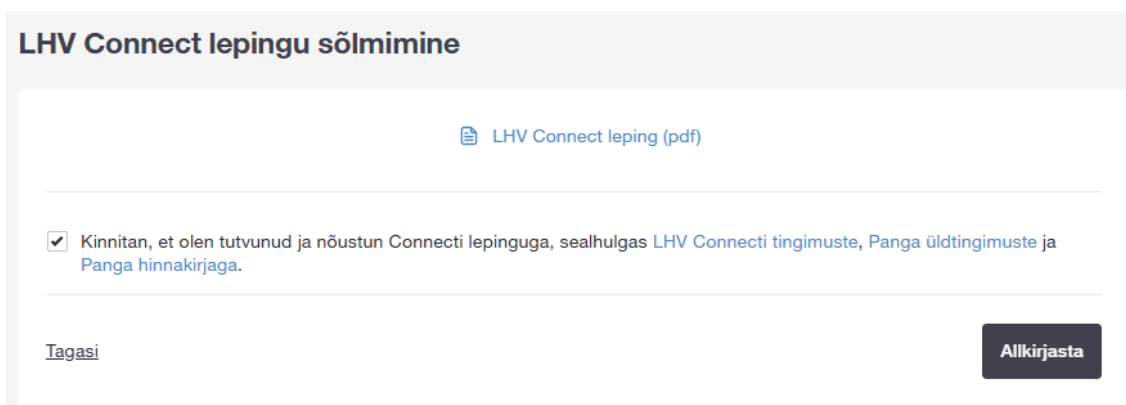 LHV Connect lepingu sõlmimine
LHV Connect leping (pdf)
Kinnitan, et olen tutvunud ja nõustun Connecti lepinguga, sealhulgas LHV Connecti tingimuste, Panga üldtingimuste ja
Panga hinnakirjaga.
Tagasi
Allkirjasta